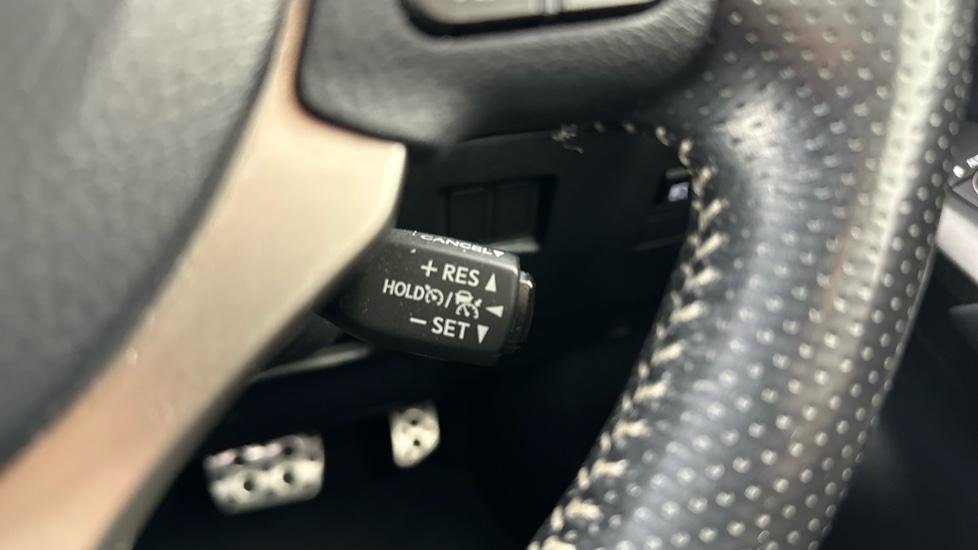 CANCEL▼
+ RES ▲
HOLD / ◀
− SET ▼